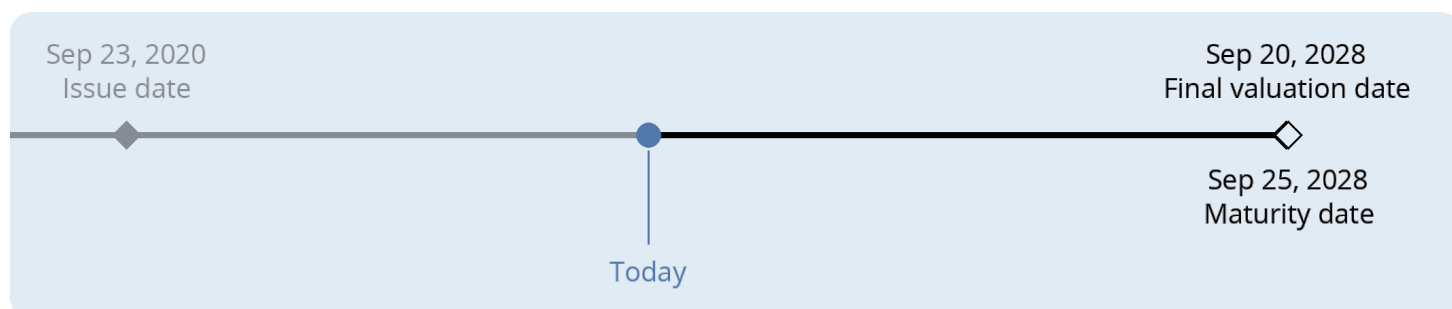 Sep 23, 2020
Issue date
Sep 20, 2028
Final valuation date
Sep 25, 2028
Maturity date
Today